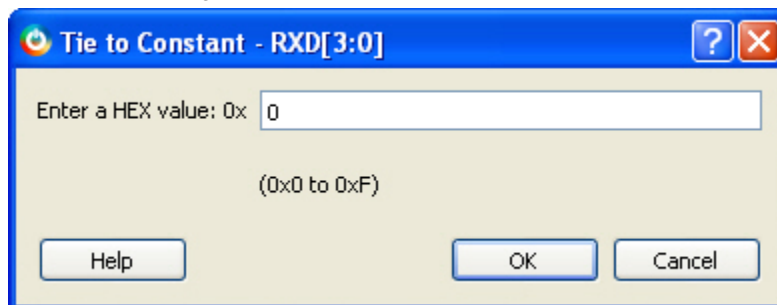 Tie to Constant - RXD[3:0]
?
Enter a HEX value: 0x 0
(0x0 to 0xF)
Help OK Cancel